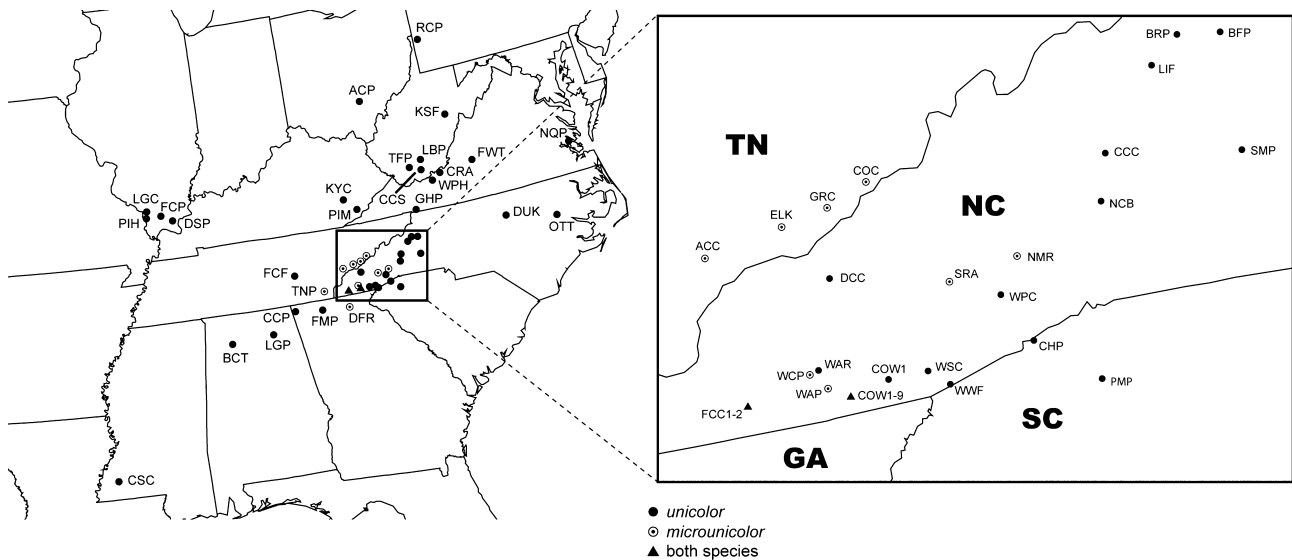 RCP
ACP
KSF
NQP
LBP
TFP
FWT
CRA
WPH
CCS
KYC
PIM
GHP
LGC
FCP
PIH
DSP
DUK
OTT
FCF
TNP
CCP
FMP
DFR
LGP
BCT
CSC
BRP
BFP
LIF
TN
COC
CCC
SMP
GRC
NC
NCB
ELK
ACC
NMR
DCC
SRA
WPC
CHP
WAR
WCP
COW1
WSC
WAP
COW1-9
WWF
PMP
FCC1-2
SC
GA
unicolor
microunicolor
both species